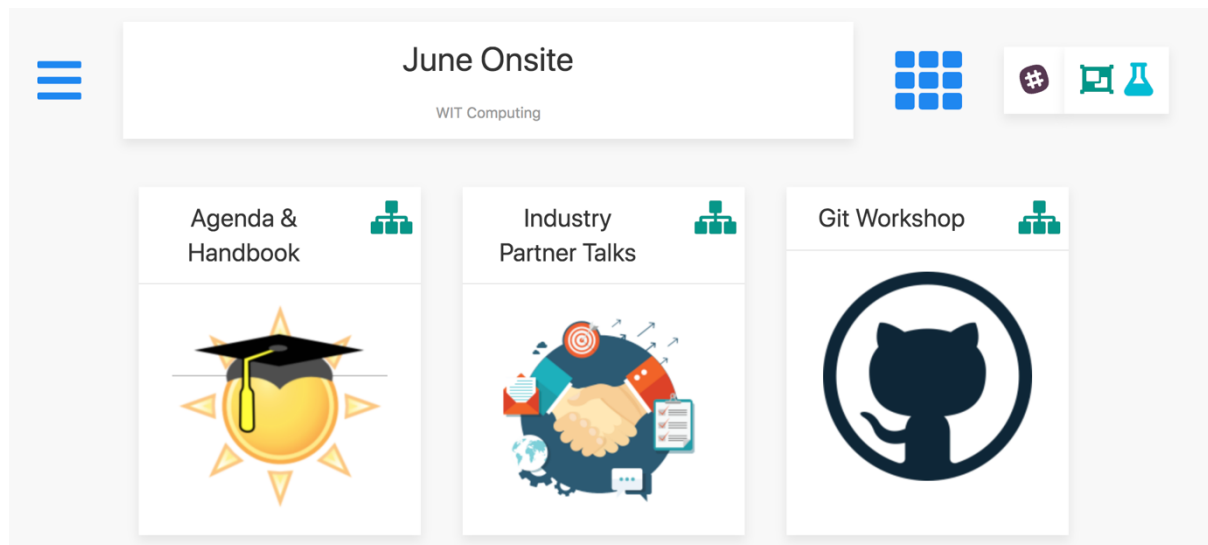 June Onsite
WIT Computing
Agenda &
Handbook
Industry
Partner Talks
Git Workshop